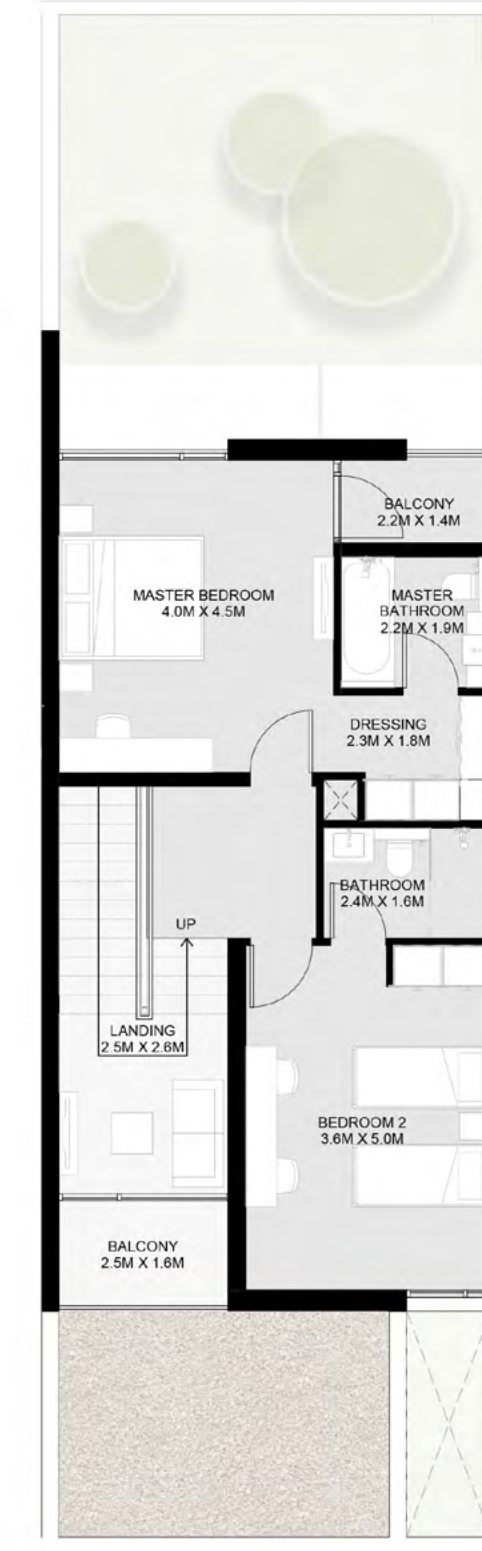 BALCONY
2.2M X 1.4M
MASTER BEDROOM
4.0M X 4.5M
MASTER
BATHROOM
2.2M X 1.9M
DRESSING
2.3M X 1.8M
BATHROOM
2.4M X 1.6M
UP
LANDING
2.5M X 2.6M
BEDROOM 2
3.6M X 5.0M
BALCONY
2.5M X 1.6M